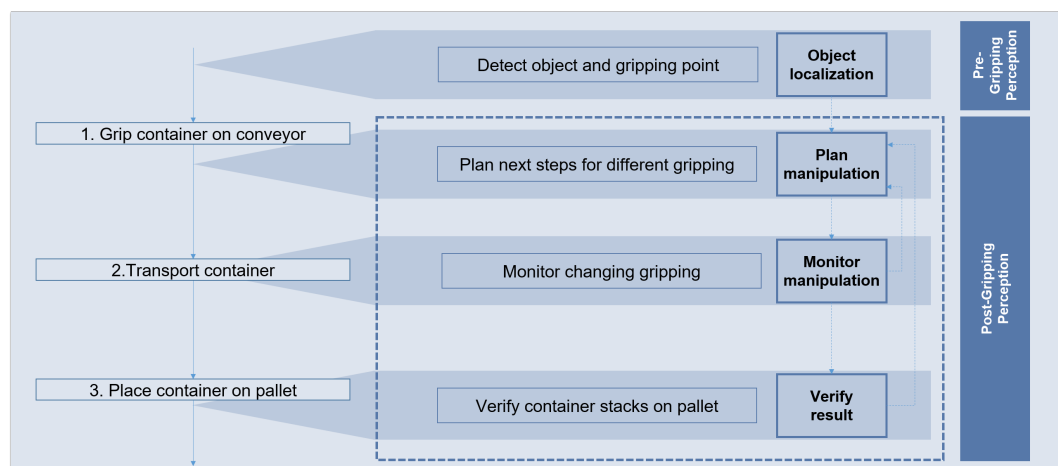 Detect object and gripping point
Object
localization
Pre-
Gripping
Perception
1. Grip container on conveyor
Plan next steps for different gripping
Plan
manipulation
2.Transport container
Monitor changing gripping
Monitor
manipulation
Post-Gripping
Perception
3. Place container on pallet
Verify container stacks on pallet
Verify
result